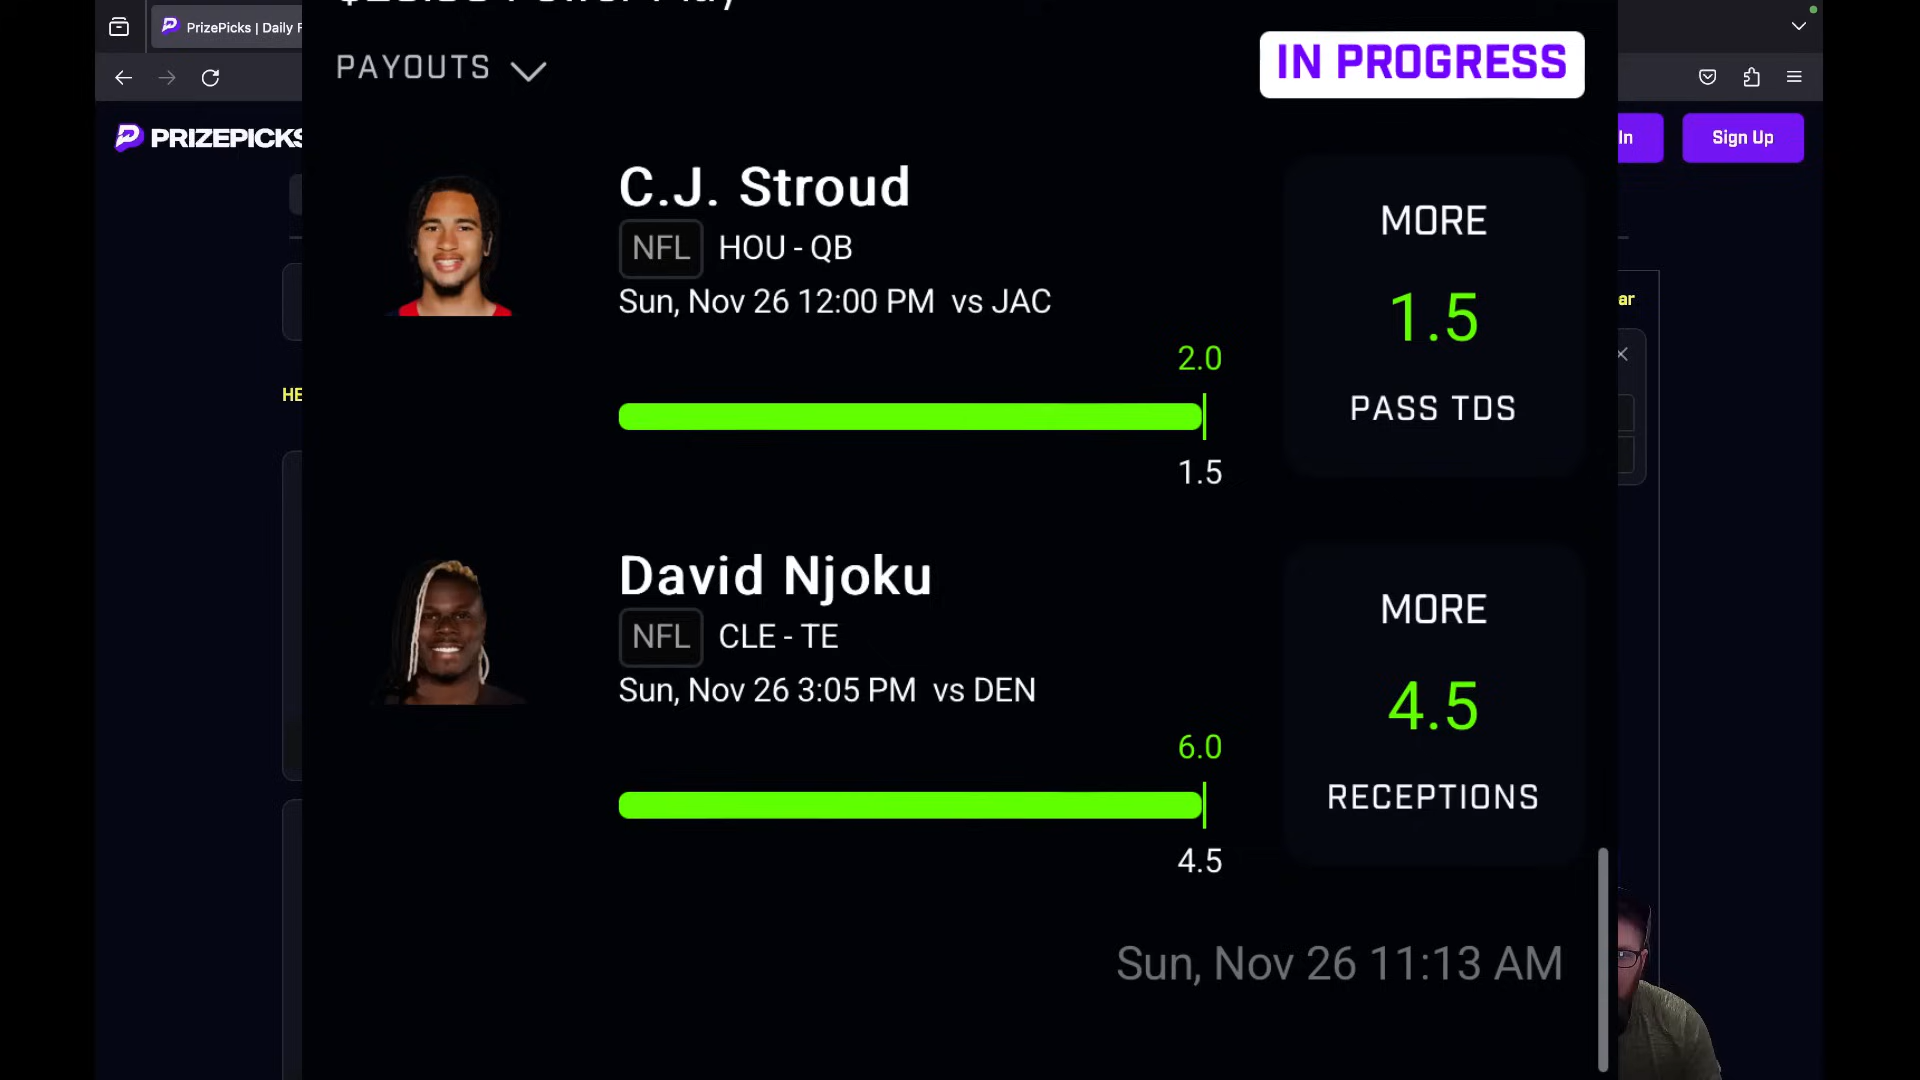 PrizePicks | Daily F
Power Play
PAYOUTS
IN PROGRESS
PRIZEPICKS
In
Sign Up
C.J. Stroud
MORE
NFL
HOU - QB
Sun, Nov 26 12:00 PM vs JAC
1.5
ar
2.0
PASS TDS
HE
1.5
David Njoku
MORE
NFL
CLE - TE
Sun, Nov 26 3:05 PM vs DEN
4.5
6.0
RECEPTIONS
4.5
Sun, Nov 26 11:13 AM